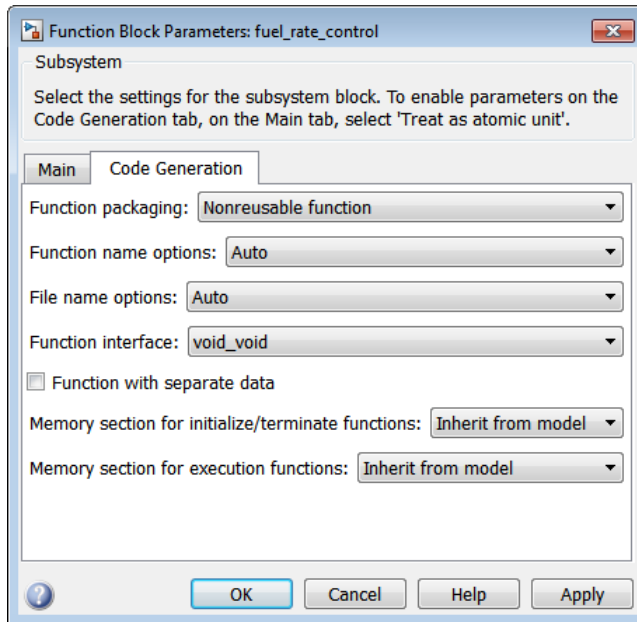 Function Block Parameters: fuel_rate_control
Subsystem
Select the settings for the subsystem block. To enable parameters on the
Code Generation tab, on the Main tab, select 'Treat as atomic unit'.
Main Code Generation
Function packaging: Nonreusable function
Function name options: Auto
File name options: Auto
Function interface: void_void
Function with separate data
Memory section for initialize/terminate functions: Inherit from model
Memory section for execution functions: Inherit from model
? OK Cancel Help Apply